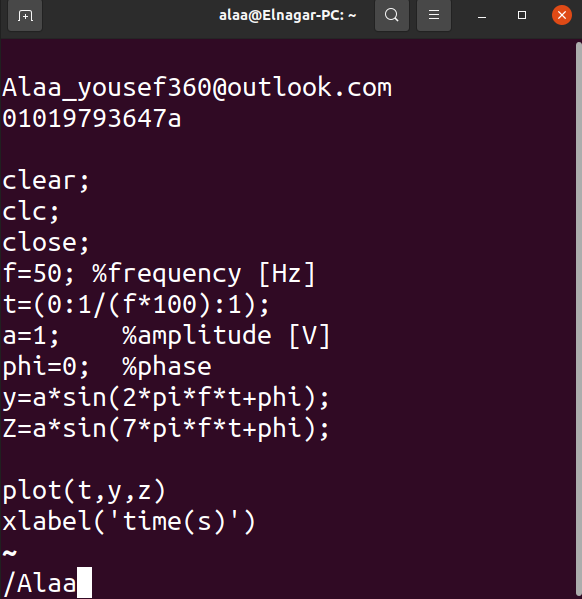 alaa@Elnagar-PC: ~
Alaa_yousef360@outlook.com
01019793647a
clear;
clc;
close;
f=50; %frequency [Hz]
t=(0:1/(f*100):1);
a=1;    %amplitude [V]
phi=0;  %phase
y=a*sin(2*pi*f*t+phi);
Z=a*sin(7*pi*f*t+phi);
plot(t,y,z)
xlabel('time(s)')
~
/Alaa